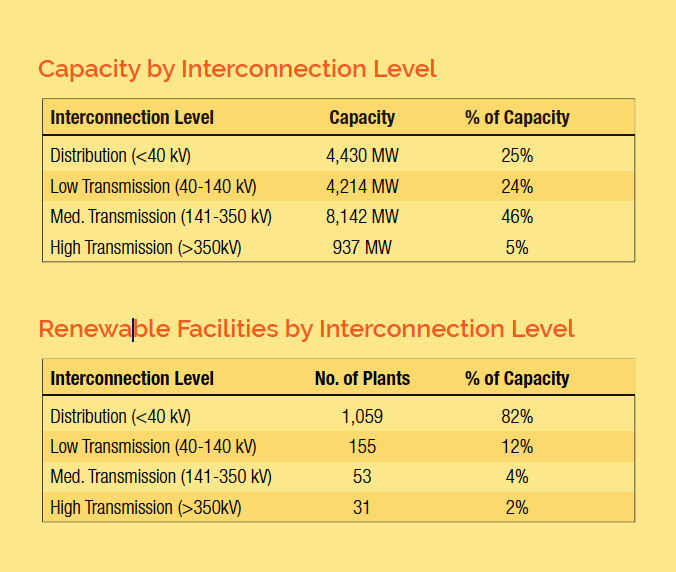 Capacity by Interconnection Level
Interconnection Level Capacity % of Capacity
Distribution (<40 kV) 4,430 MW 25%
Low Transmission (40-140 kV) 4,214 MW 24%
Med. Transmission (141-350 kV) 8,142 MW 46%
High Transmission (>350kV) 937 MW 5%
Renewable Facilities by Interconnection Level
Interconnection Level No. of Plants % of Capacity
Distribution (<40 kV) 1,059 82%
Low Transmission (40-140 kV) 155 12%
Med. Transmission (141-350 kV) 53 4%
High Transmission (>350kV) 31 2%